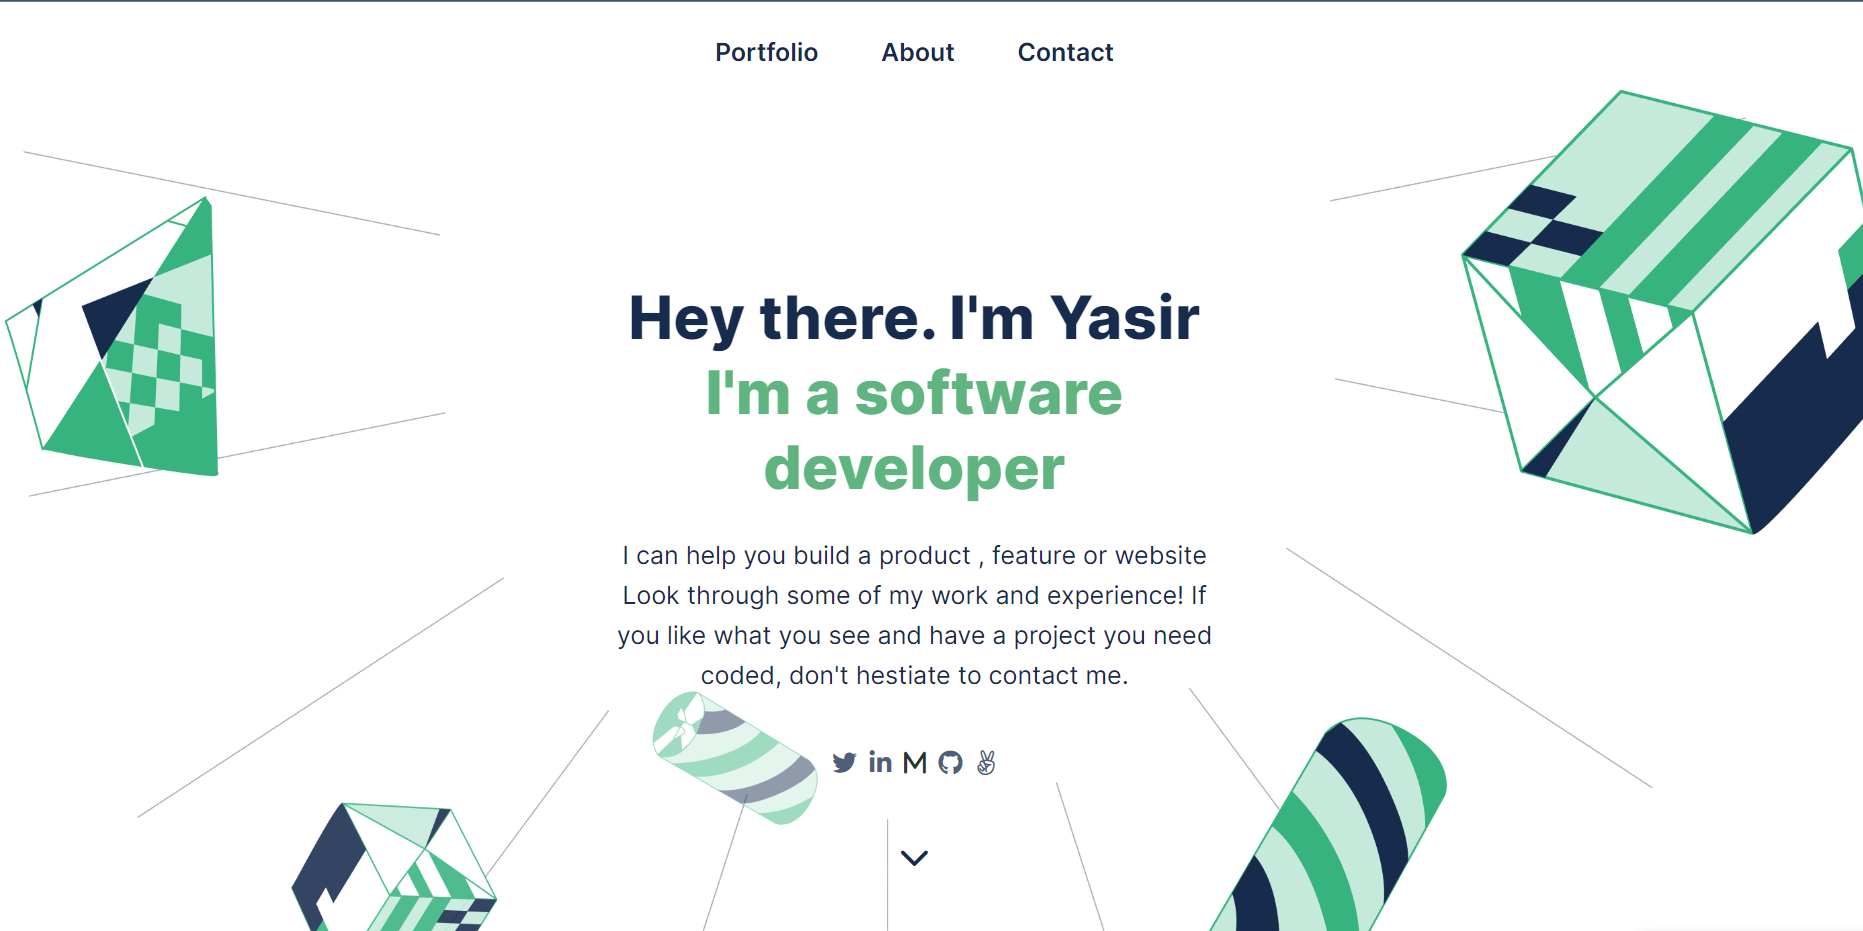 Portfolio About Contact
Hey there. I'm Yasir
I'm a software
developer
I can help you build a product , feature or website
Look through some of my work and experience! If
you like what you see and have a project you need
coded, don't hestiate to contact me.
in M